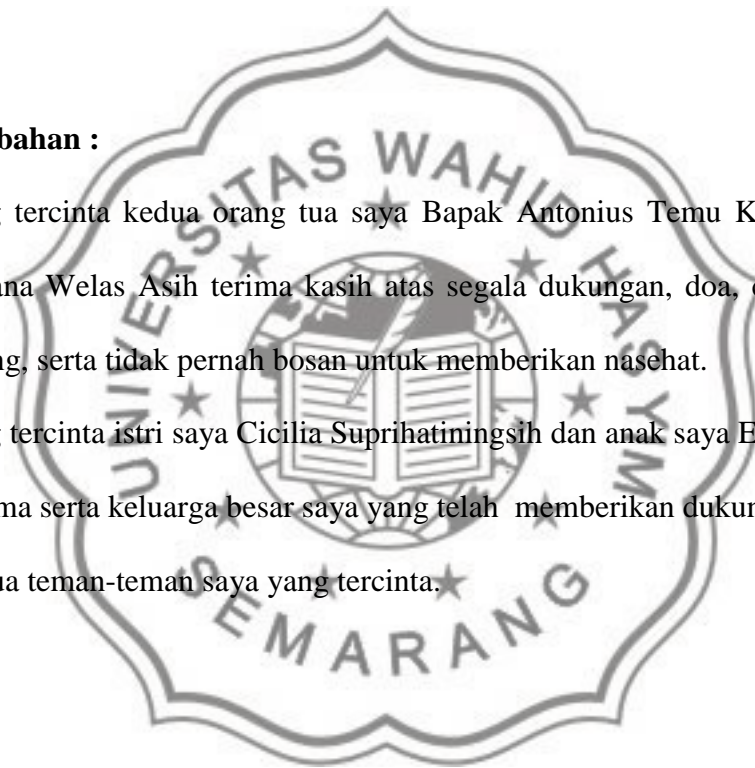 bahan :
tercinta kedua orang tua saya Bapak Antonius Temu K
ana Welas Asih terima kasih atas segala dukungan, doa,
ng, serta tidak pernah bosan untuk memberikan nasehat.
tercinta istri saya Cicilia Suprihatiningsih dan anak saya E
ma serta keluarga besar saya yang telah memberikan dukun
ua teman-teman saya yang tercinta.
UNIVERSITAS WAHID HASYIM
SEMARANG